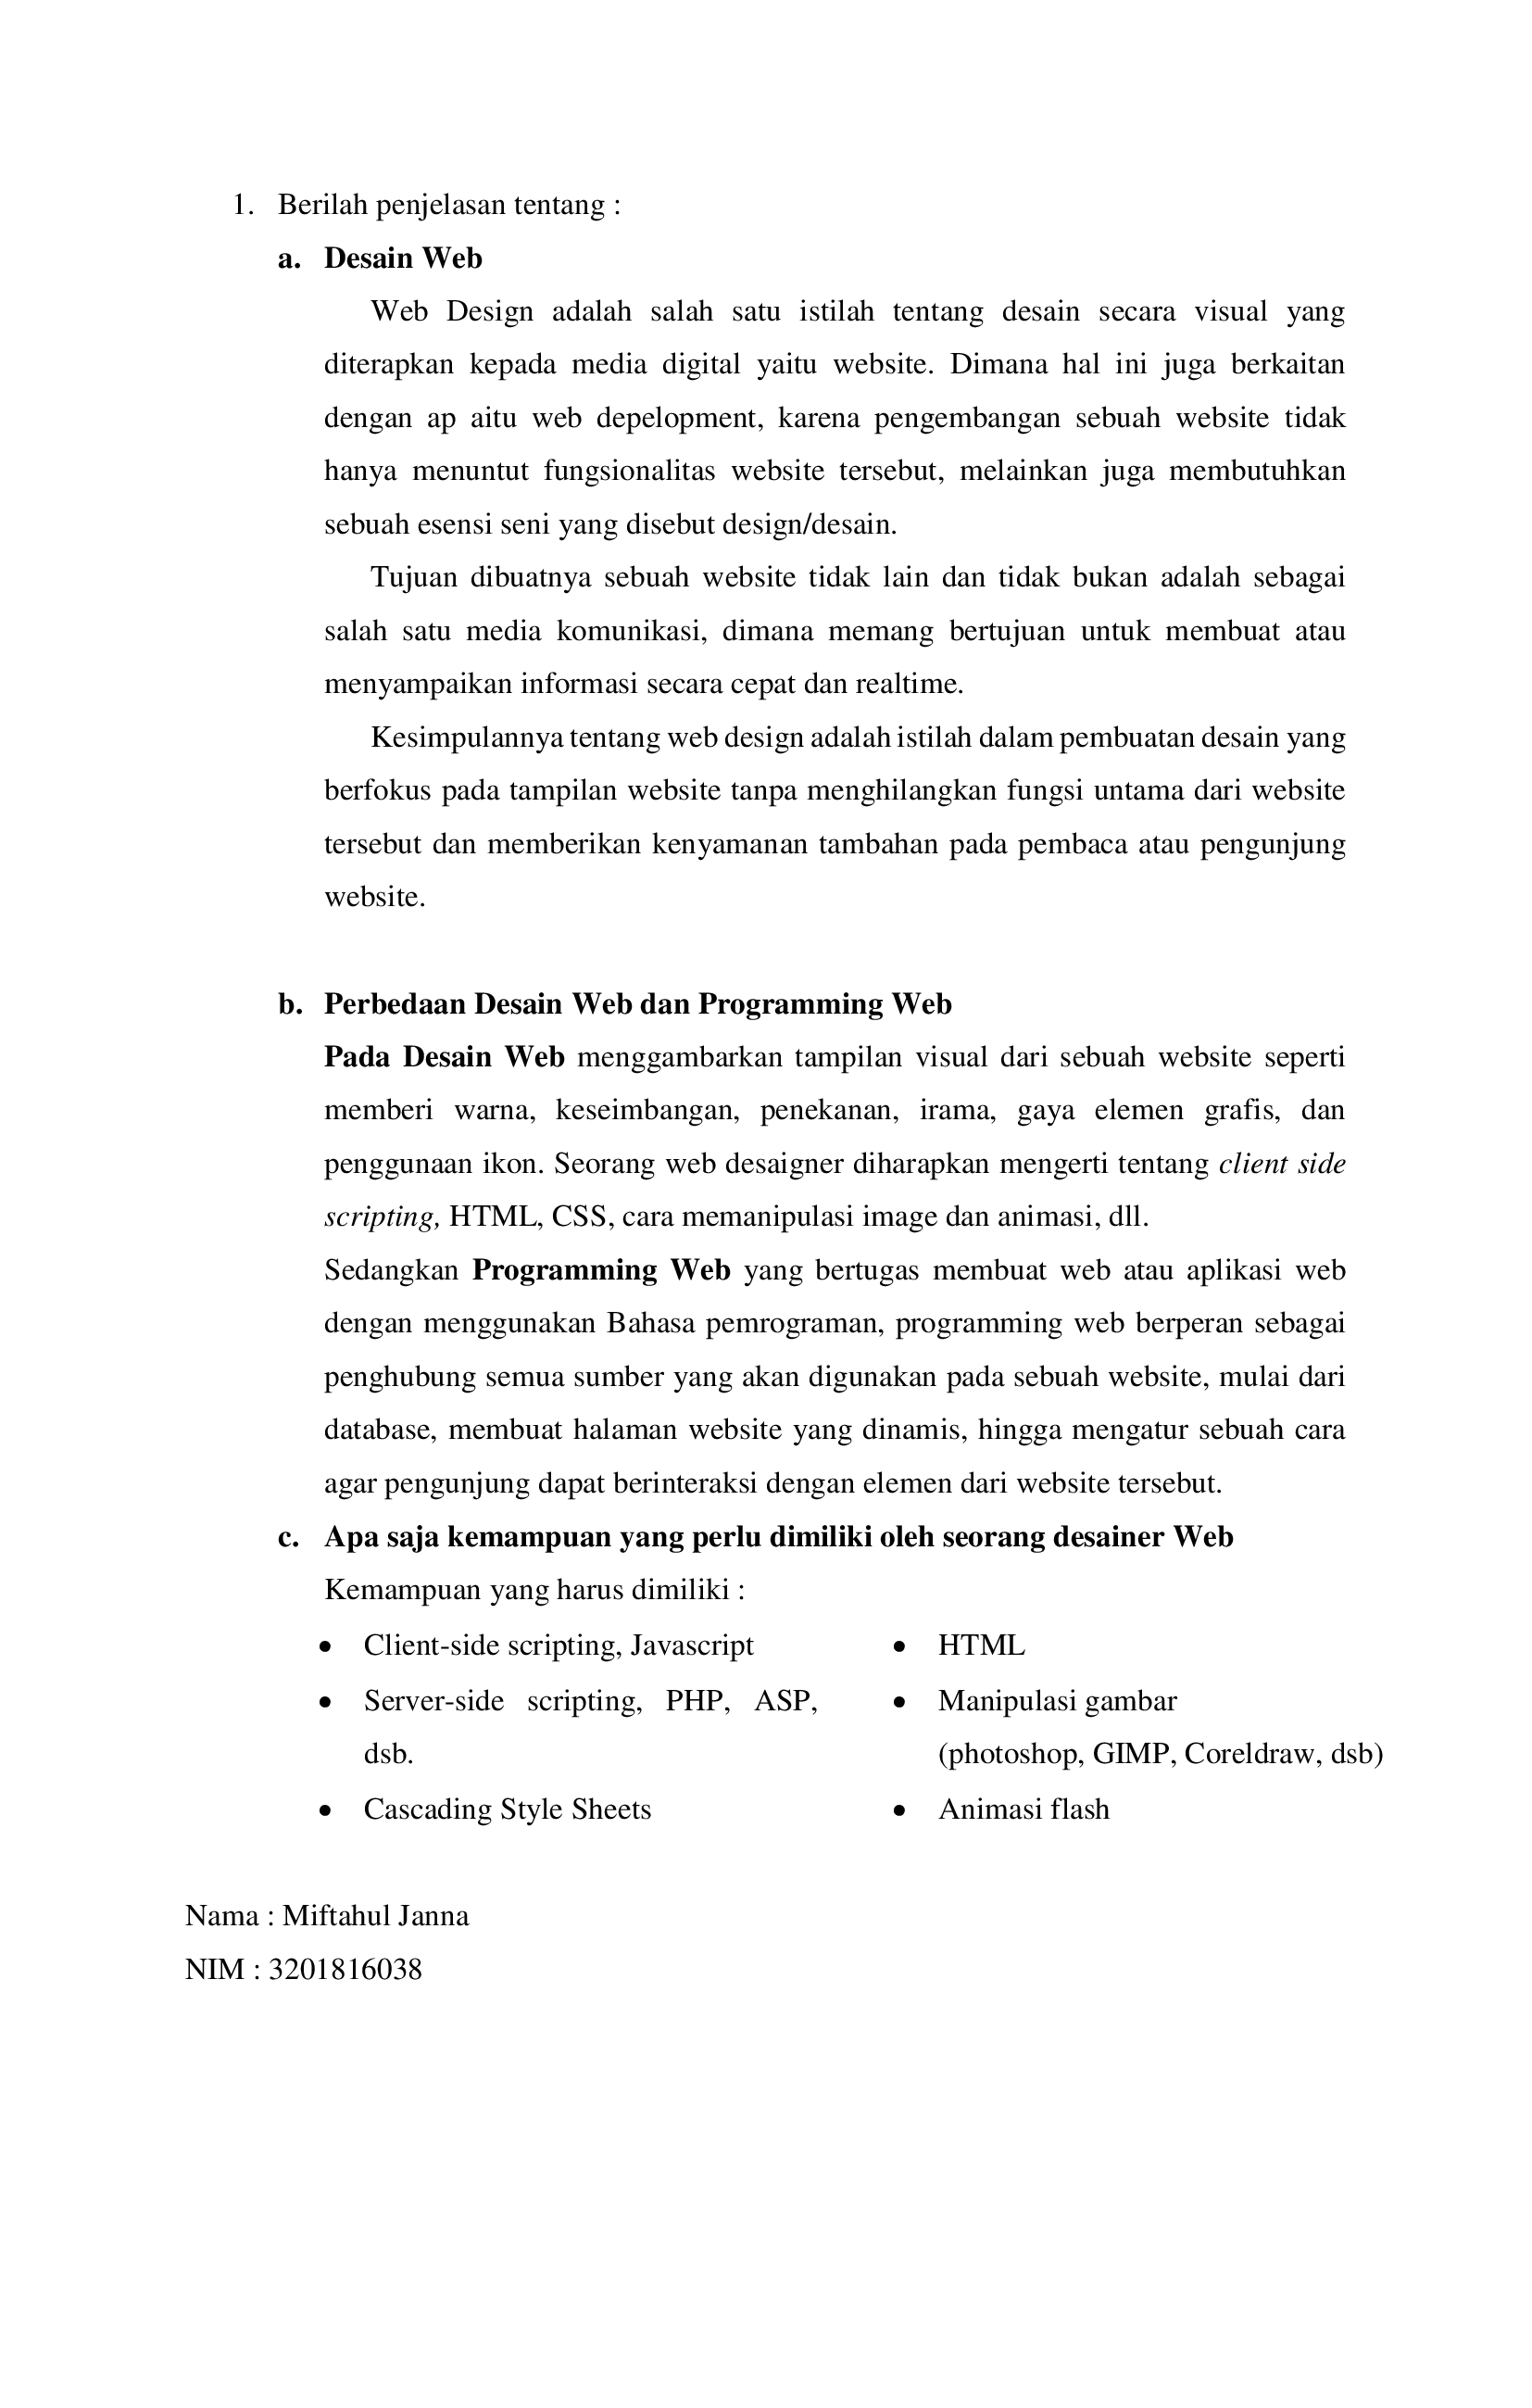 1. Berilah penjelasan tentang :
a. Desain Web
Web Design adalah salah satu istilah tentang desain secara visual yang
diterapkan kepada media digital yaitu website. Dimana hal ini juga berkaitan
dengan ap aitu web depelopment, karena pengembangan sebuah website tidak
hanya menuntut fungsionalitas website tersebut, melainkan juga membutuhkan
sebuah esensi seni yang disebut design/desain.
Tujuan dibuatnya sebuah website tidak lain dan tidak bukan adalah sebagai
salah satu media komunikasi, dimana memang bertujuan untuk membuat atau
menyampaikan informasi secara cepat dan realtime.
Kesimpulannya tentang web design adalah istilah dalam pembuatan desain yang
berfokus pada tampilan website tanpa menghilangkan fungsi untama dari website
tersebut dan memberikan kenyamanan tambahan pada pembaca atau pengunjung
website.
b. Perbedaan Desain Web dan Programming Web
Pada Desain Web menggambarkan tampilan visual dari sebuah website seperti
memberi warna, keseimbangan, penekanan, irama, gaya elemen grafis, dan
penggunaan ikon. Seorang web desaigner diharapkan mengerti tentang client side
scripting, HTML, CSS, cara memanipulasi image dan animasi, dll.
Sedangkan Programming Web yang bertugas membuat web atau aplikasi web
dengan menggunakan Bahasa pemrograman, programming web berperan sebagai
penghubung semua sumber yang akan digunakan pada sebuah website, mulai dari
database, membuat halaman website yang dinamis, hingga mengatur sebuah cara
agar pengunjung dapat berinteraksi dengan elemen dari website tersebut.
c. Apa saja kemampuan yang perlu dimiliki oleh seorang desainer Web
Kemampuan yang harus dimiliki :
• Client-side scripting, Javascript
• Server-side scripting, PHP, ASP,
dsb.
• Cascading Style Sheets
• HTML
• Manipulasi gambar
(photoshop, GIMP, Coreldraw, dsb)
• Animasi flash
Nama : Miftahul Janna
NIM : 3201816038